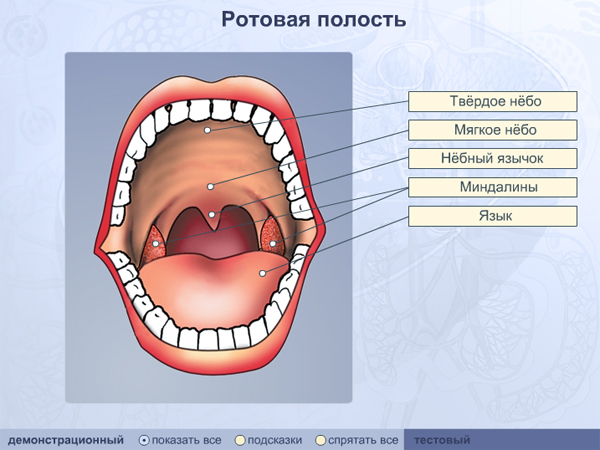 Ротовая полость
Твёрдое нёбо
Мягкое нёбо
Нёбный язычок
Миндалины
Язык
демонстрационный показать все подсказки спрятать все тестовый